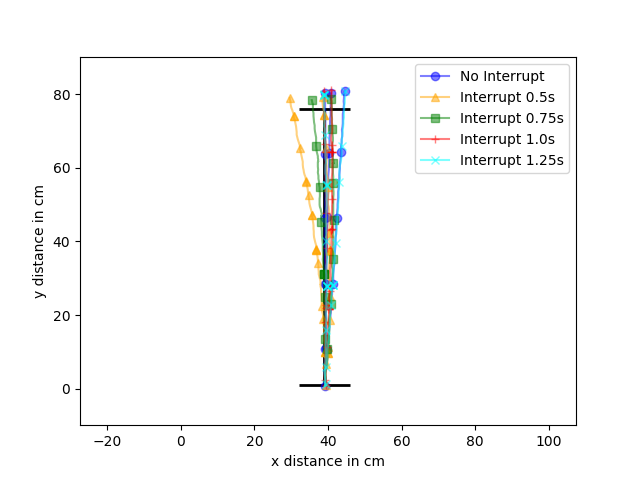 No Interrupt
Interrupt 0.5s
Interrupt 0.75s
Interrupt 1.0s
Interrupt 1.25s
80
60
40
20
0
y distance in cm
−20 0 20 40 60 80 100
x distance in cm